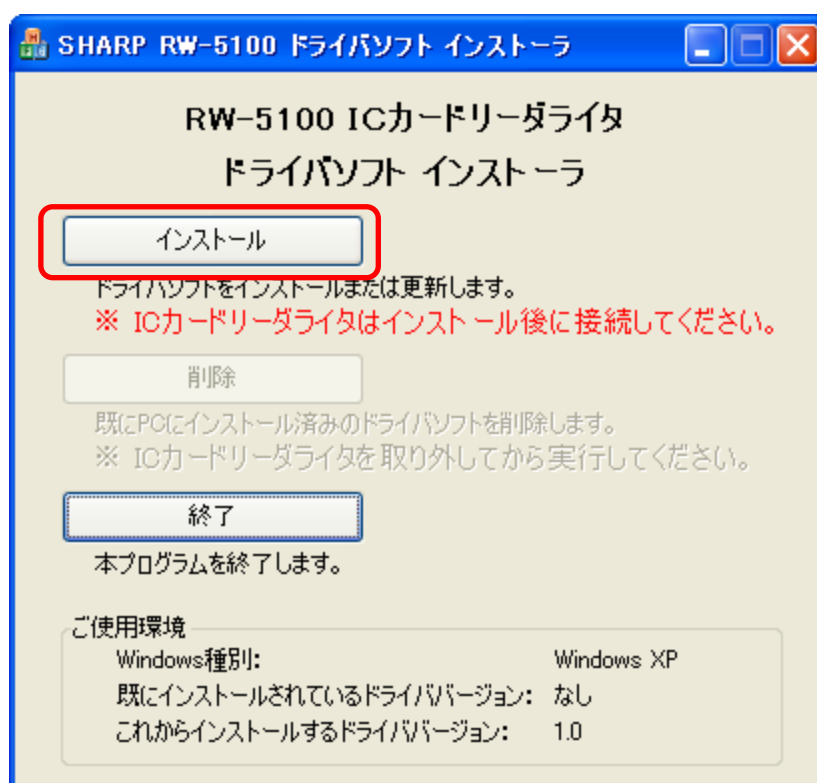 SHARP RW-5100 ドライバソフト インストーラ
RW-5100 ICカードリーダライタ
ドライバソフト インストーラ
インストール
ドライバソフトをインストールまたは更新します。
※ ICカードリーダライタはインストール後に接続してください。
削除
既にPCにインストール済みのドライバソフトを削除します。
※ ICカードリーダライタを取り外してから実行してください。
終了
本プログラムを終了します。
ご使用環境
Windows種別: Windows XP
既にインストールされているドライババージョン: なし
これからインストールするドライババージョン: 1.0